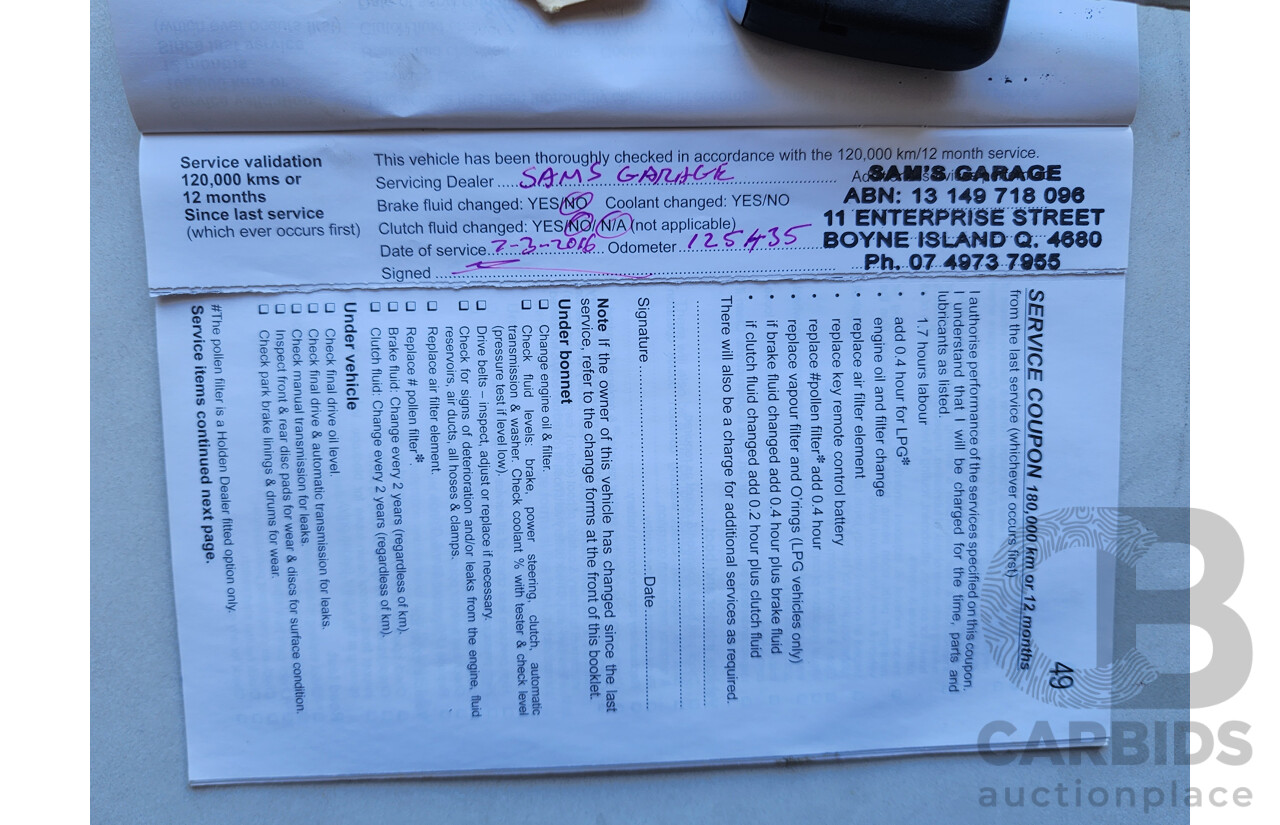 Service validation
120,000 kms or
12 months
Since last service
(which ever occurs first)
This vehicle has been thoroughly checked in accordance with the 120,000 km/12 month service.
Servicing Dealer SAMS GARAGE
Brake fluid changed: YES/NO Coolant changed: YES/NO
Clutch fluid changed: YES/NO/N/A (not applicable)
Date of service 2-3-2016 Odometer 125435
Signed
SAM'S GARAGE
ABN: 13 149 718 096
11 ENTERPRISE STREET
BOYNE ISLAND Q. 4680
Ph. 07 4973 7955
49
SERVICE COUPON 180,000 km or 12 months
from the last service (whichever occurs first)
I authorise performance of the services specified on this coupon,
I understand that I will be charged for the time, parts and
lubricants as listed.
• 1.7 hours labour
• add 0.4 hour for LPG*
• engine oil and filter change
• replace air filter element
• replace key remote control battery
• replace #pollen filter* add 0.4 hour
• replace vapour filter and O'rings (LPG vehicles only)
• if brake fluid changed add 0.4 hour plus brake fluid
• if clutch fluid changed add 0.2 hour plus clutch fluid
There will also be a charge for additional services as required.
Signature Date
Note If the owner of this vehicle has changed since the last
service, refer to the change forms at the front of this booklet.
Under bonnet
❑ Change engine oil & filter.
❑ Check fluid levels: brake, power steering, clutch, automatic
transmission & washer. Check coolant % with tester & check level
(pressure test if level low).
❑ Drive belts – inspect, adjust or replace if necessary.
❑ Check for signs of deterioration and/or leaks from the engine, fluid
reservoirs, air ducts, all hoses & clamps.
❑ Replace air filter element.
❑ Replace # pollen filter*
❑ Brake fluid: Change every 2 years (regardless of km).
❑ Clutch fluid: Change every 2 years (regardless of km).
Under vehicle
❑ Check final drive oil level.
❑ Check final drive & automatic transmission for leaks.
❑ Check manual transmission for leaks.
❑ Inspect front & rear disc pads for wear & discs for surface condition.
❑ Check park brake linings & drums for wear.
#The pollen filter is a Holden Dealer fitted option only.
Service items continued next page.
CARBIDS
auctionplace